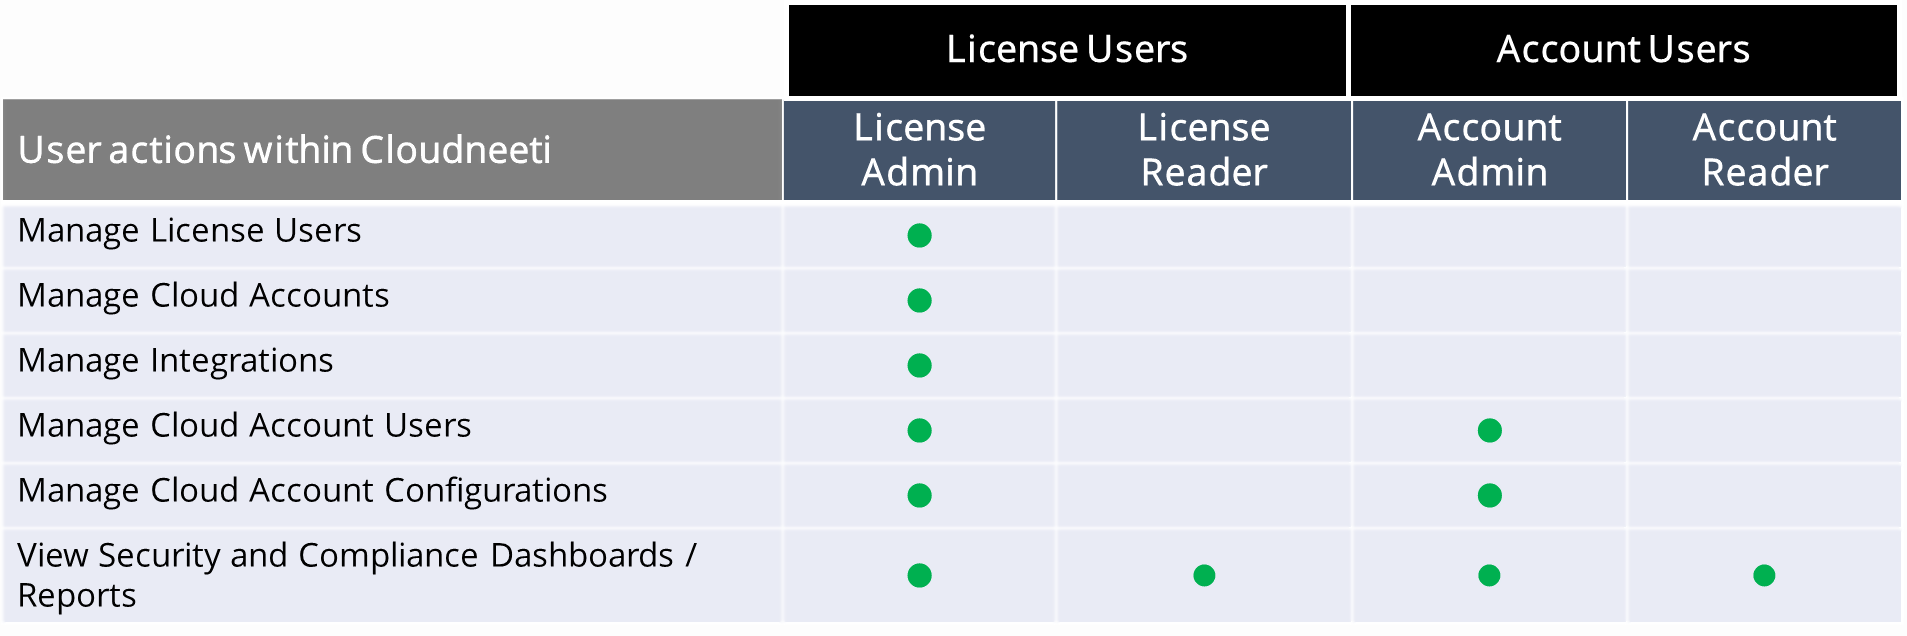 License Users
Account Users
User actions within Cloudneeti
License
Admin
License
Reader
Account
Admin
Account
Reader
Manage License Users
Manage Cloud Accounts
Manage Integrations
Manage Cloud Account Users
Manage Cloud Account Configurations
View Security and Compliance Dashboards /
Reports